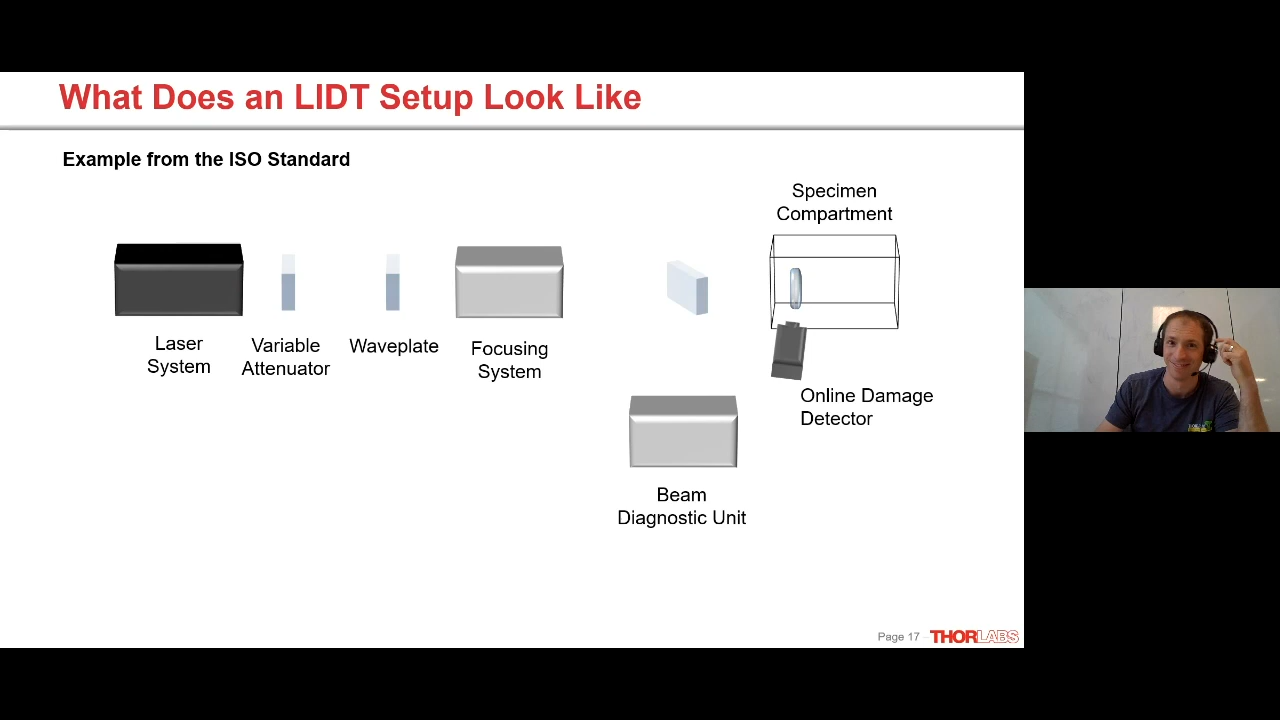 What Does an LIDT Setup Look Like
Example from the ISO Standard
Specimen
Compartment
Laser
System
Variable
Attenuator
Waveplate
Focusing
System
Online Damage
Detector
Beam
Diagnostic Unit
Page 17
THORLABS